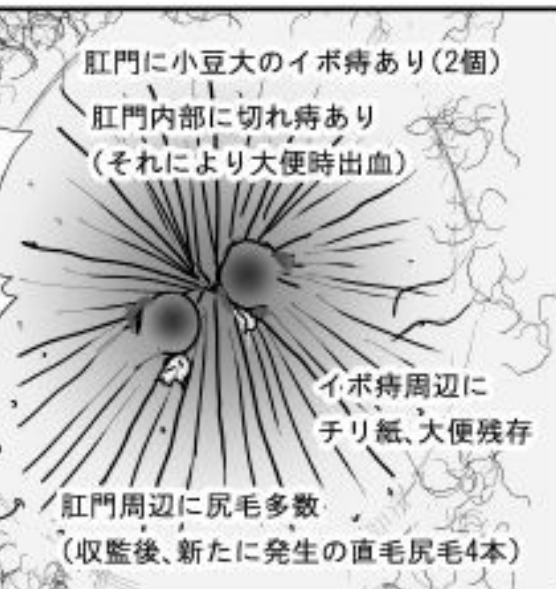 肛門に小豆大のイボ痔あり(2個)
肛門内部に切れ痔あり
(それにより大便時出血)
イボ痔周辺に
チリ紙、大便残存
肛門周辺に尻毛多数
(収監後、新たに発生の直毛尻毛4本)